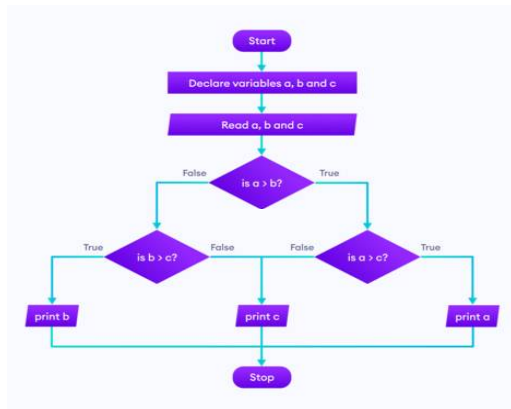 Start
Declare variables a, b and c
Read a, b and c
False
is a > b?
True
True
is b > c?
False
False
is a > c?
True
print b
print c
print a
Stop